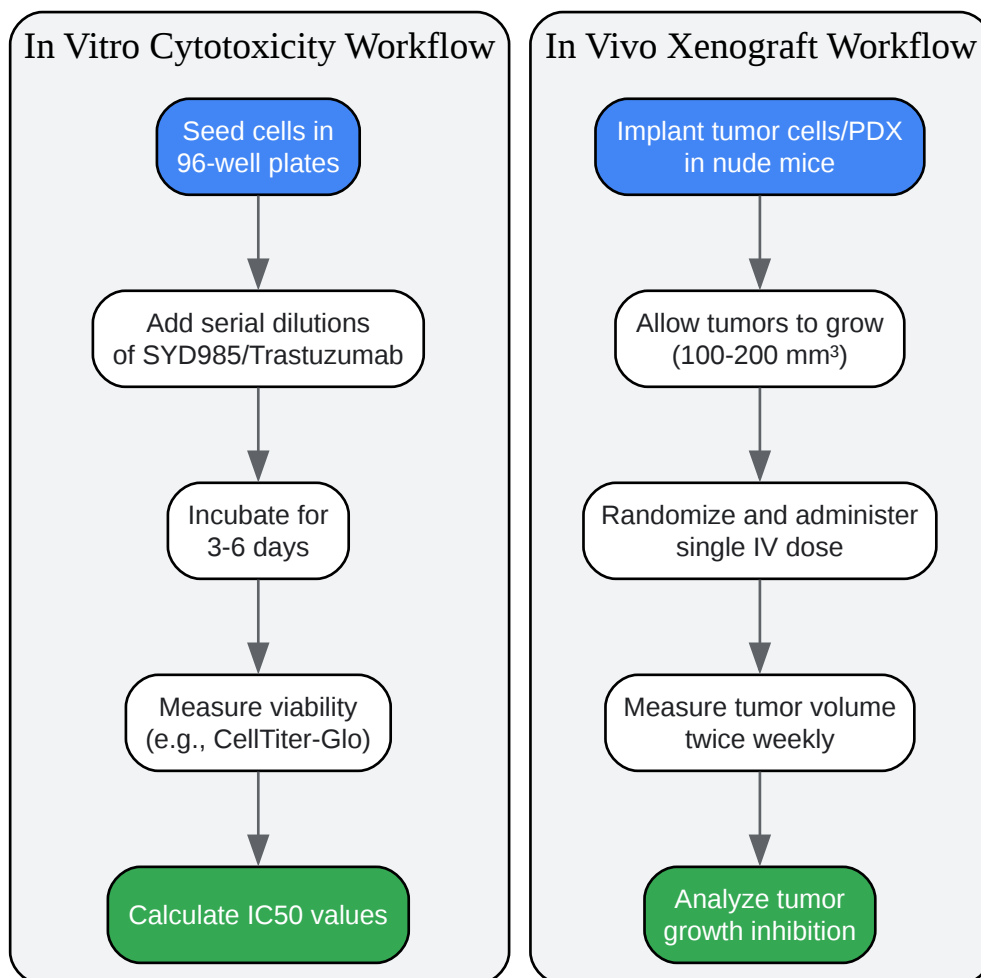 In Vitro Cytotoxicity Workflow
Seed cells in
96-well plates
Add serial dilutions
of SYD985/Trastuzumab
Incubate for
3-6 days
Measure viability
(e.g., CellTiter-Glo)
Calculate IC50 values
In Vivo Xenograft Workflow
Implant tumor cells/PDX
in nude mice
Allow tumors to grow
(100-200 mm³)
Randomize and administer
single IV dose
Measure tumor volume
twice weekly
Analyze tumor
growth inhibition